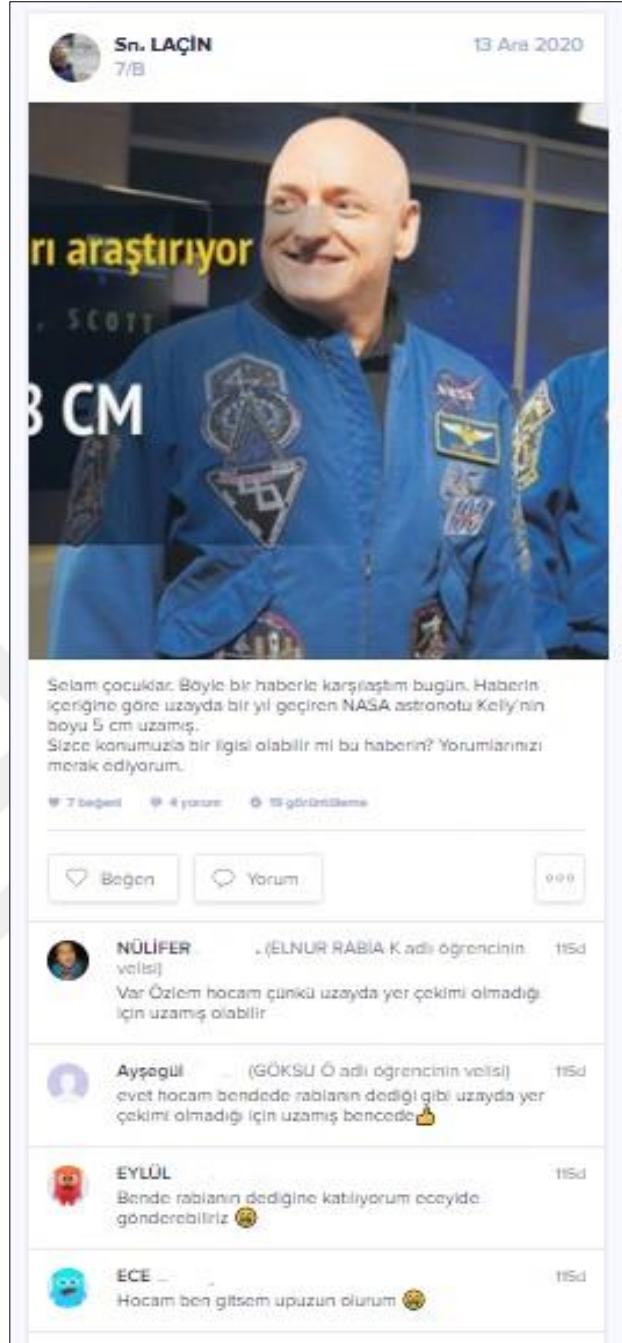 Sn. LAÇİN
13 Ara 2020
7/B
rı araştırıyor
, SCOTT
8 CM
NASA
Selam çocuklar. Böyle bir haberle karşılaştım bugün. Haberin
içeriğine göre uzayda bir yıl geçiren NASA astronotu Kelly'nin
boyu 5 cm uzamış.
Sizce konumuzla bir ilgisi olabilir mi bu haberin? Yorumlarınızı
merak ediyorum.
7 beğeni 4 yorum 19 görüntüleme
Beğen
Yorum
NÜLİFER . (ELNUR RABİA K adlı öğrencinin
velisi)
115d
Var Özlem hocam çünkü uzayda yer çekimi olmadığı
için uzamış olabilir
Ayşegül (GÖKSU Ö adlı öğrencinin velisi)
115d
evet hocam bendede rabianın dediği gibi uzayda yer
çekimi olmadığı için uzamış bencede👍
EYLÜL
115d
Bende rabianın dediğine katılıyorum eceyide
gönderebiliriz
ECE
115d
Hocam ben gitsem upuzun olurum